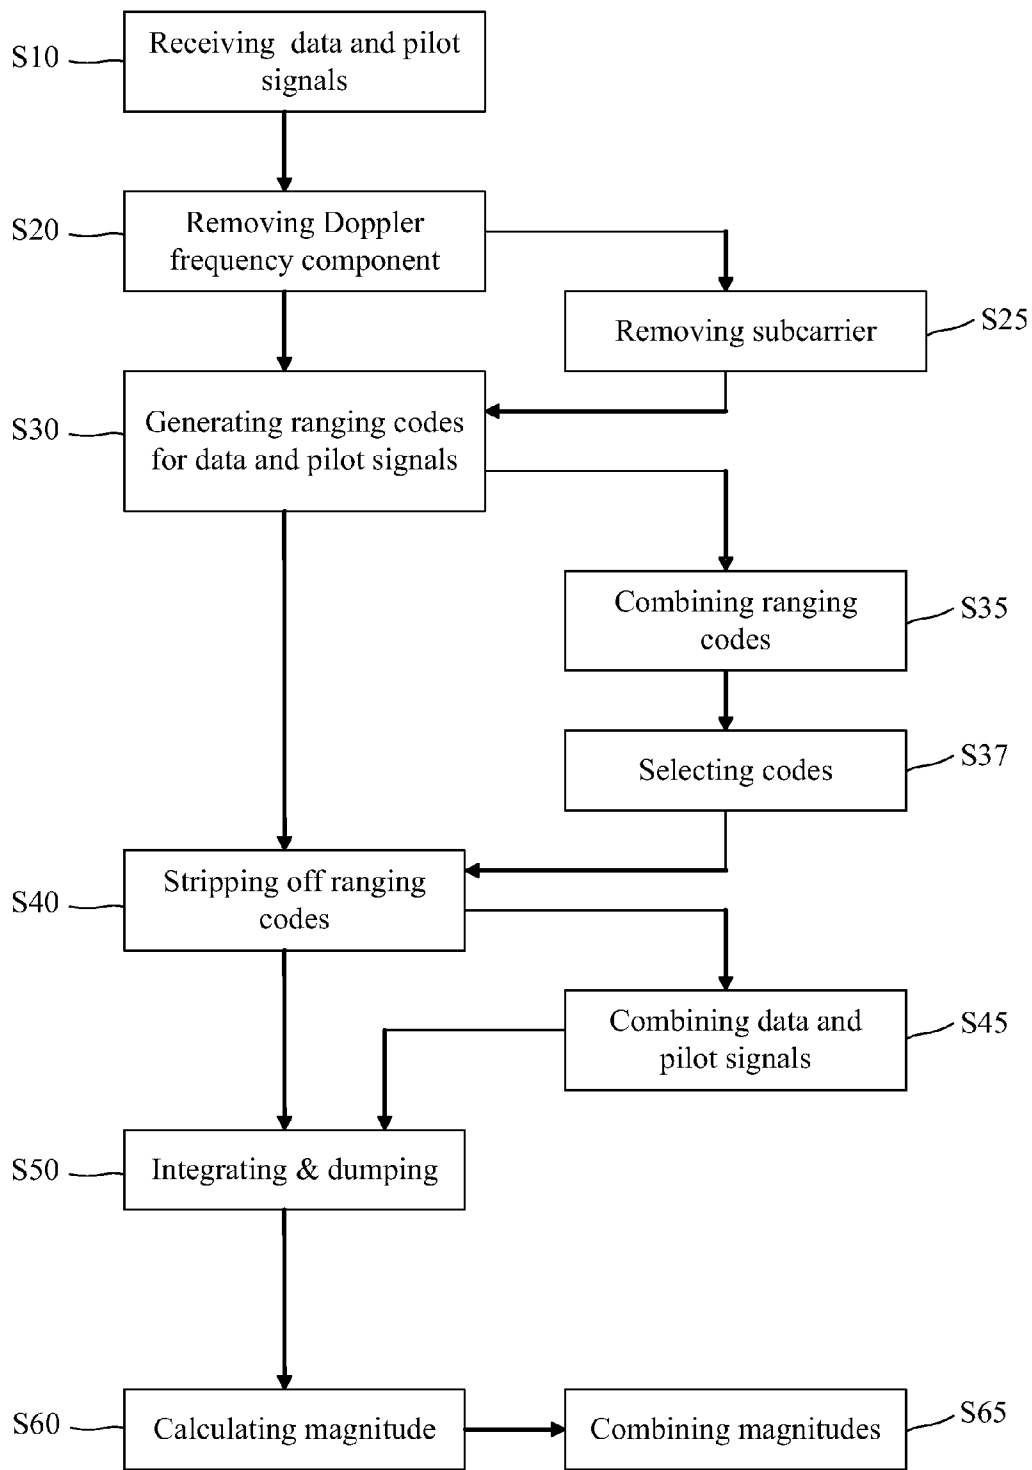 S10
Receiving data and pilot
signals
S20
Removing Doppler
frequency component
Removing subcarrier
S25
S30
Generating ranging codes
for data and pilot signals
Combining ranging
codes
S35
Selecting codes
S37
S40
Stripping off ranging
codes
Combining data and
pilot signals
S45
S50
Integrating & dumping
S60
Calculating magnitude
Combining magnitudes
S65